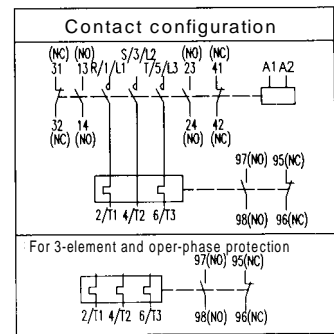 Contact configuration
(NC) (NO) S/3/L2 (NO) (NC)
31 13 R/1/L1 T/5/L3 23 41 A1 A2
32 14 24 42
(NC) (NO) (NO) (NC)
97(NO) 95(NC)
2/T1 4/T2 6/T3 98(NO) 96(NC)
For 3-element and oper-phase protection
97(NO) 95(NC)
2/T1 4/T2 6/T3 98(NO) 96(NC)